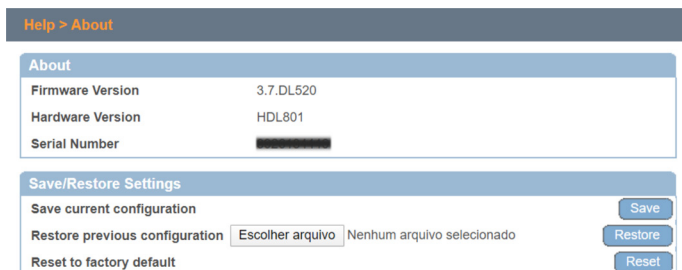 Help > About
About
Firmware Version 3.7.DL520
Hardware Version HDL801
Serial Number
Save/Restore Settings
Save current configuration Save
Restore previous configuration Escolher arquivo Nenhum arquivo selecionado Restore
Reset to factory default Reset